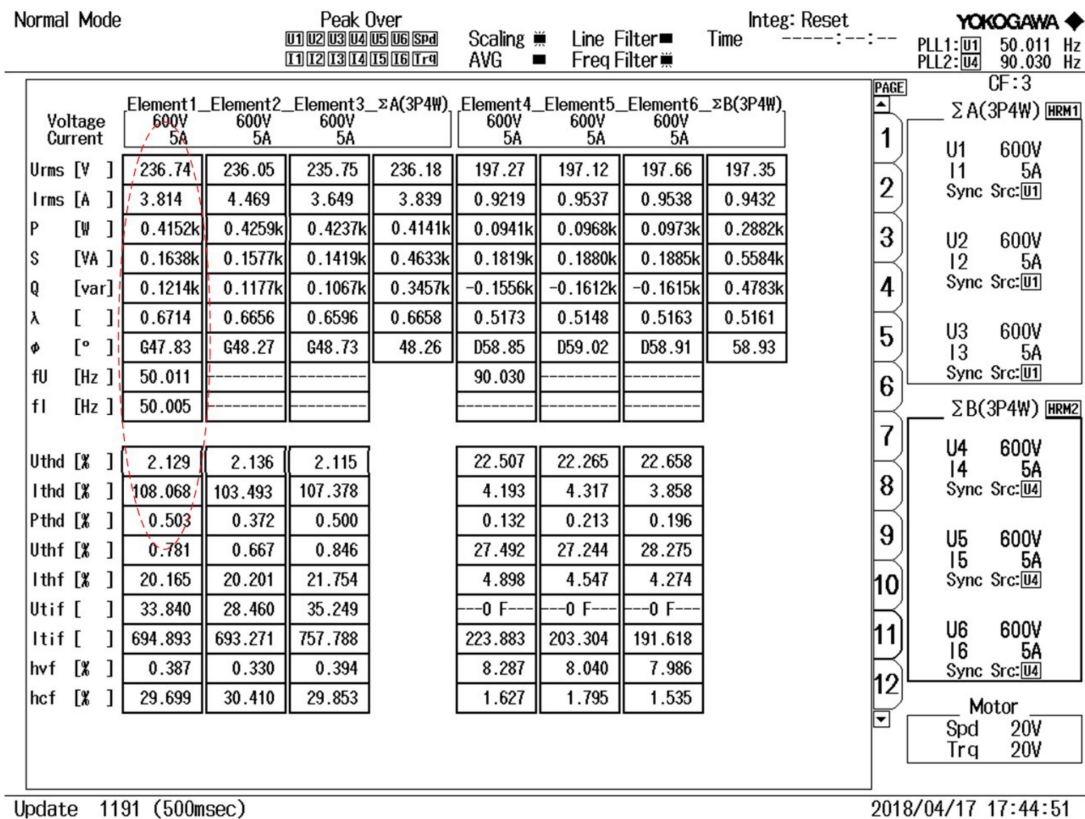 Normal Mode
Peak Over
U1 U2 U3 U4 U5 U6 Spd
I1 I2 I3 I4 I5 I6 Trq
Scaling
AVG
Line Filter
Freq Filter
Integ: Reset
Time -----:--:--
YOKOGAWA
PLL1: U1 50.011 Hz
PLL2: U4 90.030 Hz
Element1 Element2 Element3 ΣA(3P4W) Element4 Element5 Element6 ΣB(3P4W)
Voltage 600V 600V 600V 600V 600V 600V
Current 5A 5A 5A 5A 5A 5A
Urms [V ] 236.74 236.05 235.75 236.18 197.27 197.12 197.66 197.35
Irms [A ] 3.814 4.469 3.649 3.839 0.9219 0.9537 0.9538 0.9432
P [W ] 0.4152k 0.4259k 0.4237k 0.4141k 0.0941k 0.0968k 0.0973k 0.2882k
S [VA ] 0.1638k 0.1577k 0.1419k 0.4633k 0.1819k 0.1880k 0.1885k 0.5584k
Q [var] 0.1214k 0.1177k 0.1067k 0.3457k -0.1556k -0.1612k -0.1615k 0.4783k
λ [ ] 0.6714 0.6656 0.6596 0.6658 0.5173 0.5148 0.5163 0.5161
φ [° ] G47.83 G48.27 G48.73 48.26 D58.85 D59.02 D58.91 58.93
fU [Hz ] 50.011 -------- -------- 90.030 -------- --------
fI [Hz ] 50.005 -------- -------- -------- -------- --------
Uthd [% ] 2.129 2.136 2.115 22.507 22.265 22.658
Ithd [% ] 108.068 103.493 107.378 4.193 4.317 3.858
Pthd [% ] 0.503 0.372 0.500 0.132 0.213 0.196
Uthf [% ] 0.781 0.667 0.846 27.492 27.244 28.275
Ithf [% ] 20.165 20.201 21.754 4.898 4.547 4.274
Utif [ ] 33.840 28.460 35.249 ---O F--- ---O F--- ---O F---
Itif [ ] 694.893 693.271 757.788 223.883 203.304 191.618
hvf [% ] 0.387 0.330 0.394 8.287 8.040 7.986
hcf [% ] 29.699 30.410 29.853 1.627 1.795 1.535
PAGE
1
2
3
4
5
6
7
8
9
10
11
12
CF:3
ΣA(3P4W) HRM1
U1 600V
I1 5A
Sync Src:U1
U2 600V
I2 5A
Sync Src:U1
U3 600V
I3 5A
Sync Src:U1
ΣB(3P4W) HRM2
U4 600V
I4 5A
Sync Src:U4
U5 600V
I5 5A
Sync Src:U4
U6 600V
I6 5A
Sync Src:U4
Motor
Spd 20V
Trq 20V
Update 1191 (500msec)
2018/04/17 17:44:51